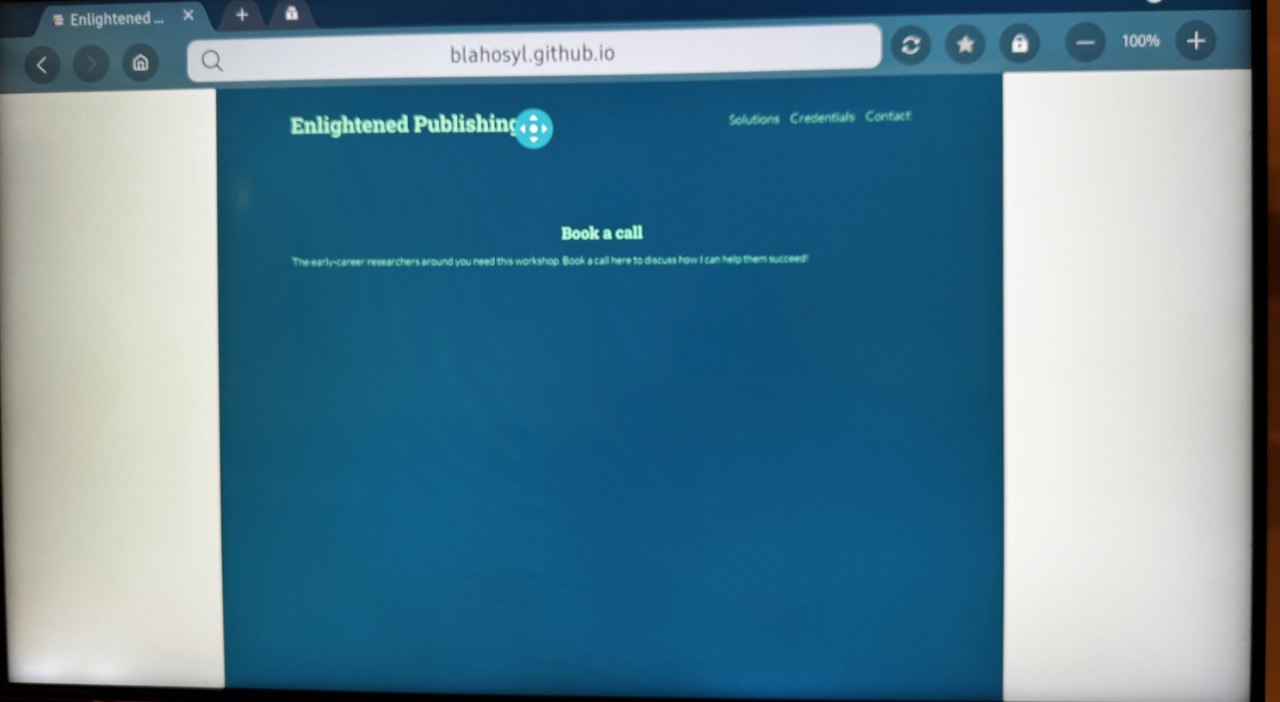 Enlightened ...
blahosyl.github.io
100%
Enlightened Publishing
Solutions Credentials Contact
Book a call
The early-career researchers around you need this workshop. Book a call here to discuss how I can help them succeed!